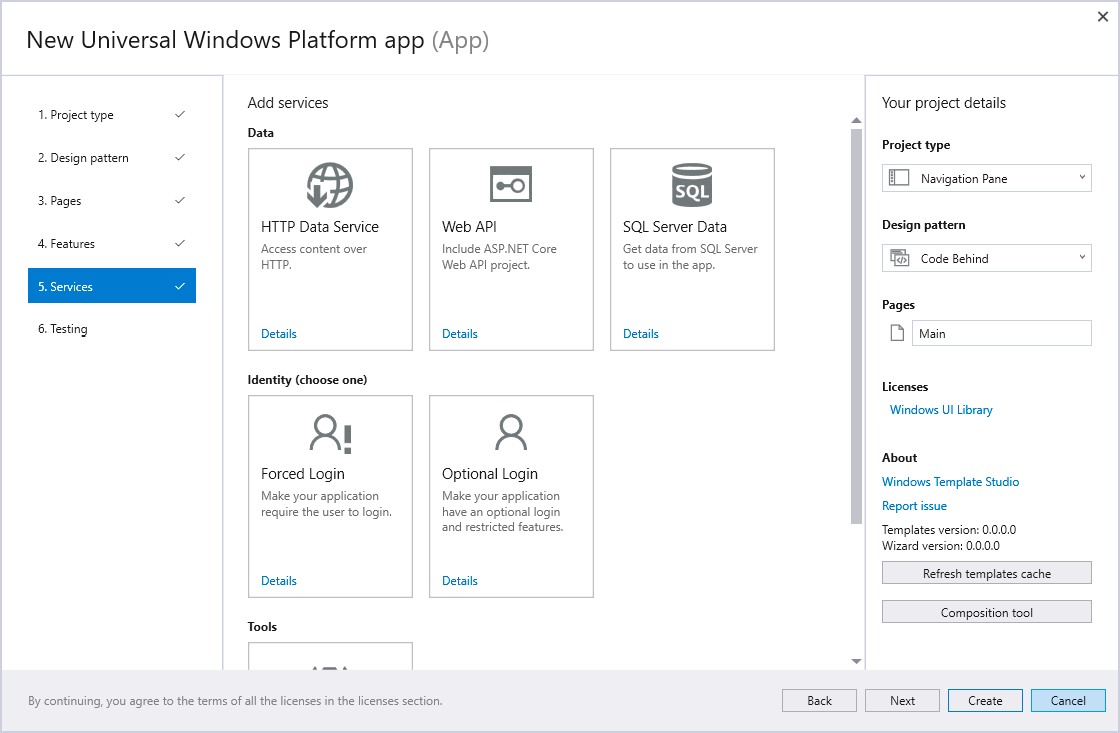 New Universal Windows Platform app (App)
1. Project type
2. Design pattern
3. Pages
4. Features
5. Services
6. Testing
Add services
Data
HTTP Data Service
Access content over
HTTP.
Details
Web API
Include ASP.NET Core
Web API project.
Details
SQL
SQL Server Data
Get data from SQL Server
to use in the app.
Details
Identity (choose one)
Forced Login
Make your application
require the user to login.
Details
Optional Login
Make your application
have an optional login
and restricted features.
Details
Tools
Your project details
Project type
Navigation Pane
Design pattern
Code Behind
Pages
Main
Licenses
Windows UI Library
About
Windows Template Studio
Report issue
Templates version: 0.0.0.0
Wizard version: 0.0.0.0
Refresh templates cache
Composition tool
By continuing, you agree to the terms of all the licenses in the licenses section.
Back
Next
Create
Cancel